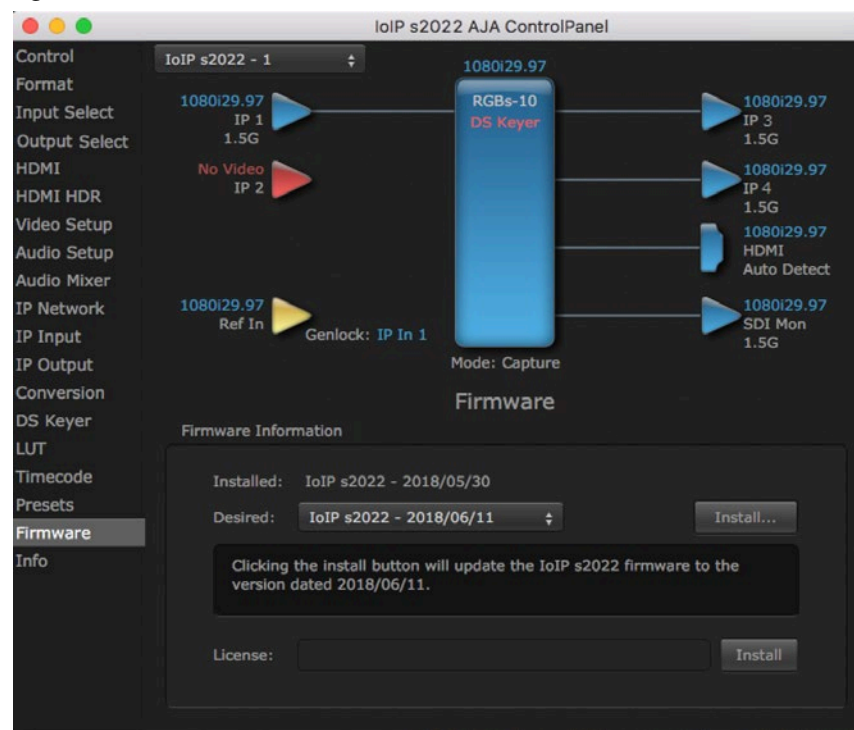 IoIP s2022 AJA ControlPanel
Control
Format
Input Select
Output Select
HDMI
HDMI HDR
Video Setup
Audio Setup
Audio Mixer
IP Network
IP Input
IP Output
Conversion
DS Keyer
LUT
Timecode
Presets
Firmware
Info
IoIP s2022 - 1
1080i29.97
IP 1
1.5G
No Video
IP 2
1080i29.97
Ref In
Genlock: IP In 1
1080i29.97
RGBs-10
DS Keyer
Mode: Capture
1080i29.97
IP 3
1.5G
1080i29.97
IP 4
1.5G
1080i29.97
HDMI
Auto Detect
1080i29.97
SDI Mon
1.5G
Firmware
Firmware Information
Installed: IoIP s2022 - 2018/05/30
Desired: IoIP s2022 - 2018/06/11 Install...
Clicking the install button will update the IoIP s2022 firmware to the
version dated 2018/06/11.
License: Install